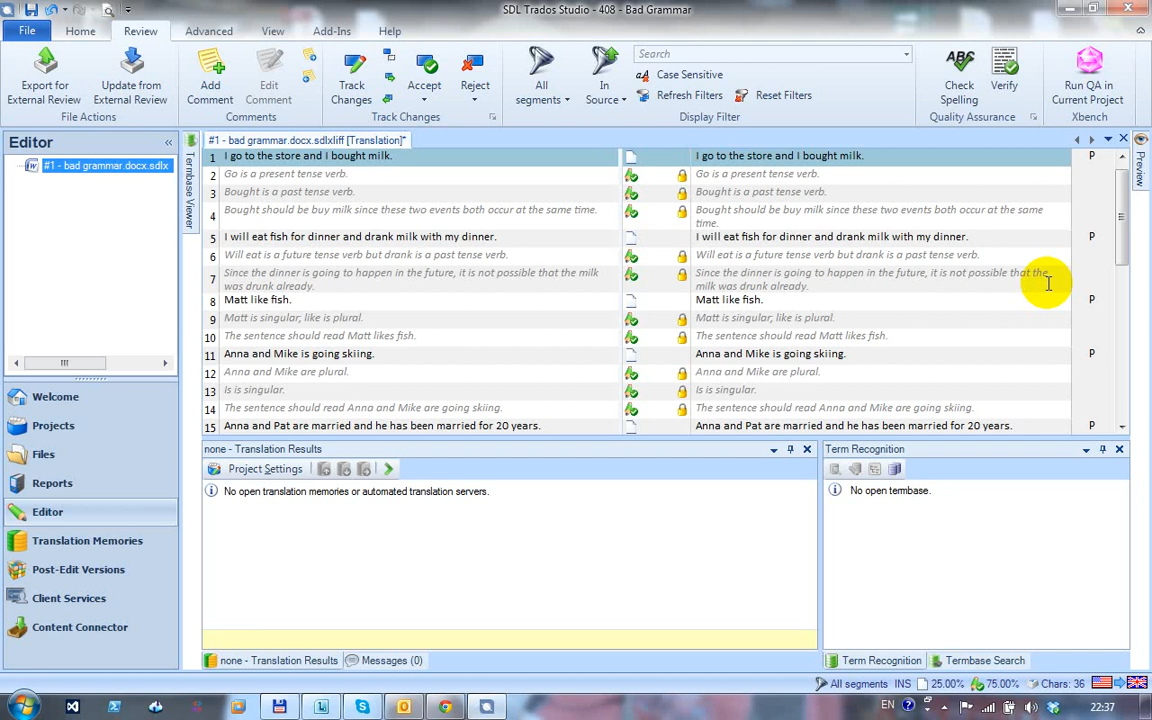 SDL Trados Studio - 408 - Bad Grammar
File Home Review Advanced View Add-Ins Help
Export for External Review
Update from External Review
File Actions
Add Comment
Edit Comment
Comments
Track Changes
Accept
Reject
Track Changes
All segments
In Source
Search
Case Sensitive
Refresh Filters
Reset Filters
Display Filter
ABC
Check Spelling
Verify
Quality Assurance
Run QA in Current Project
Xbench
Editor
#1 - bad grammar.docx.sdlx
Termbase Viewer
#1 - bad grammar.docx.sdlxliff [Translation]*
Preview
1 I go to the store and I bought milk. I go to the store and I bought milk. P
2 Go is a present tense verb. Go is a present tense verb.
3 Bought is a past tense verb. Bought is a past tense verb.
4 Bought should be buy milk since these two events both occur at the same time. Bought should be buy milk since these two events both occur at the same
time.
5 I will eat fish for dinner and drank milk with my dinner. I will eat fish for dinner and drank milk with my dinner. P
6 Will eat is a future tense verb but drank is a past tense verb. Will eat is a future tense verb but drank is a past tense verb.
7 Since the dinner is going to happen in the future, it is not possible that the milk Since the dinner is going to happen in the future, it is not possible that the
was drunk already. milk was drunk already.
8 Matt like fish. Matt like fish. P
9 Matt is singular; like is plural. Matt is singular; like is plural.
10 The sentence should read Matt likes fish. The sentence should read Matt likes fish.
11 Anna and Mike is going skiing. Anna and Mike is going skiing. P
12 Anna and Mike are plural. Anna and Mike are plural.
13 Is is singular. Is is singular.
14 The sentence should read Anna and Mike are going skiing. The sentence should read Anna and Mike are going skiing.
15 Anna and Pat are married and he has been married for 20 years. Anna and Pat are married and he has been married for 20 years. P
Welcome
Projects
Files
Reports
Editor
Translation Memories
Post-Edit Versions
Client Services
Content Connector
none - Translation Results
Project Settings
No open translation memories or automated translation servers.
Term Recognition
No open termbase.
none - Translation Results Messages (0)
Term Recognition Termbase Search
All segments INS 25.00% 75.00% Chars: 36
EN 22:37